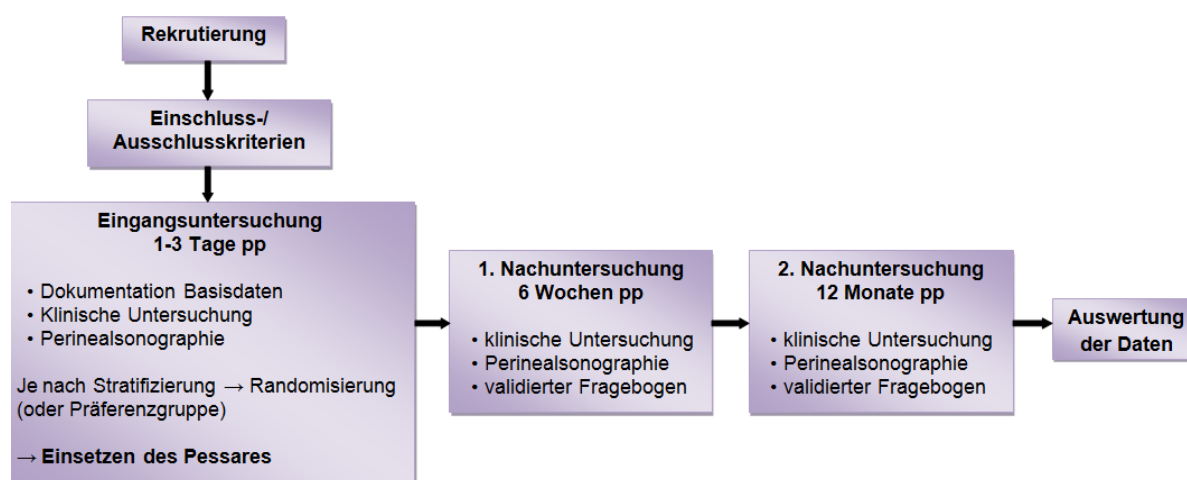 Rekrutierung
Einschluss-/
Ausschlusskriterien
Eingangsuntersuchung
1-3 Tage pp
• Dokumentation Basisdaten
• Klinische Untersuchung
• Perinealsonographie
Je nach Stratifizierung → Randomisierung
(oder Präferenzgruppe)
→ Einsetzen des Pessares
1. Nachuntersuchung
6 Wochen pp
• klinische Untersuchung
• Perinealsonographie
• validierter Fragebogen
2. Nachuntersuchung
12 Monate pp
• klinische Untersuchung
• Perinealsonographie
• validierter Fragebogen
Auswertung
der Daten